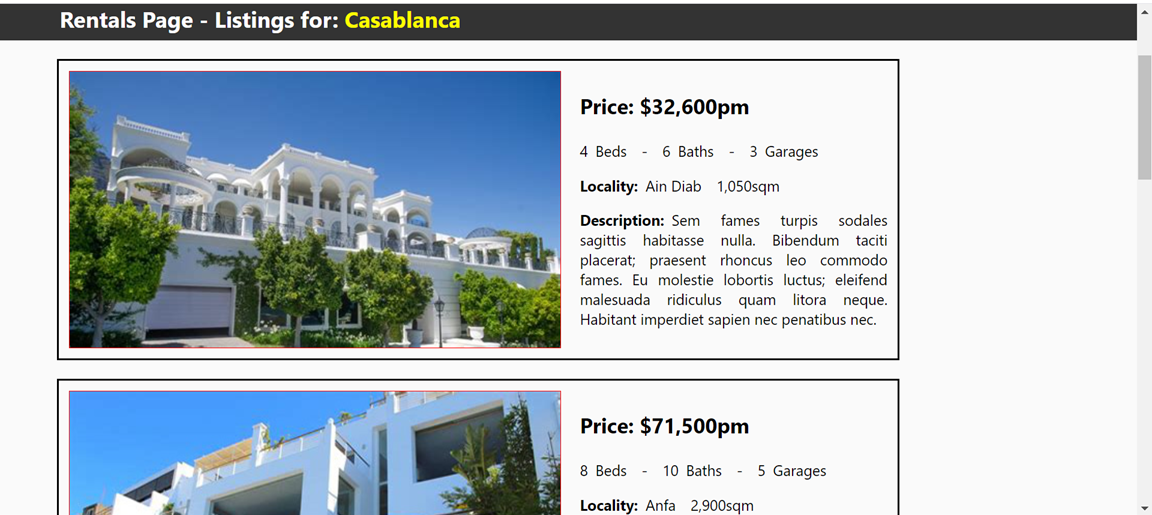 Rentals Page - Listings for: Casablanca
Price: $32,600pm
4 Beds - 6 Baths - 3 Garages
Locality: Ain Diab 1,050sqm
Description: Sem fames turpis sodales
sagittis habitasse nulla. Bibendum taciti
placerat; praesent rhoncus leo commodo
fames. Eu molestie lobortis luctus; eleifend
malesuada ridiculus quam litora neque.
Habitant imperdiet sapien nec penatibus nec.
Price: $71,500pm
8 Beds - 10 Baths - 5 Garages
Locality: Anfa 2,900sqm